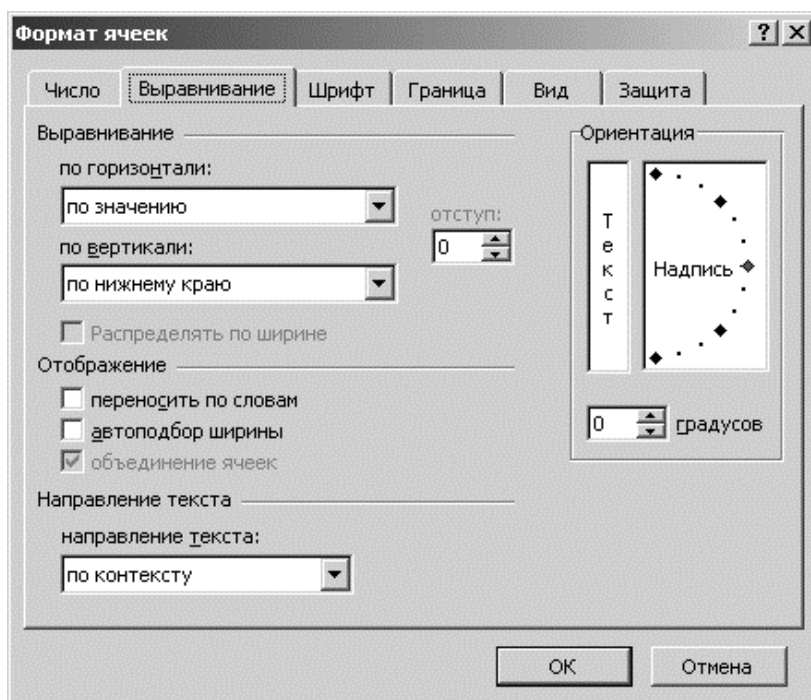 Формат ячеек
Число Выравнивание Шрифт Граница Вид Защита
Выравнивание
по горизонтали:
по значению
отступ:
0
по вертикали:
по нижнему краю
Распределять по ширине
Отображение
переносить по словам
автоподбор ширины
объединение ячеек
Направление текста
направление текста:
по контексту
Ориентация
Текст
Надпись
0 градусов
ОК Отмена